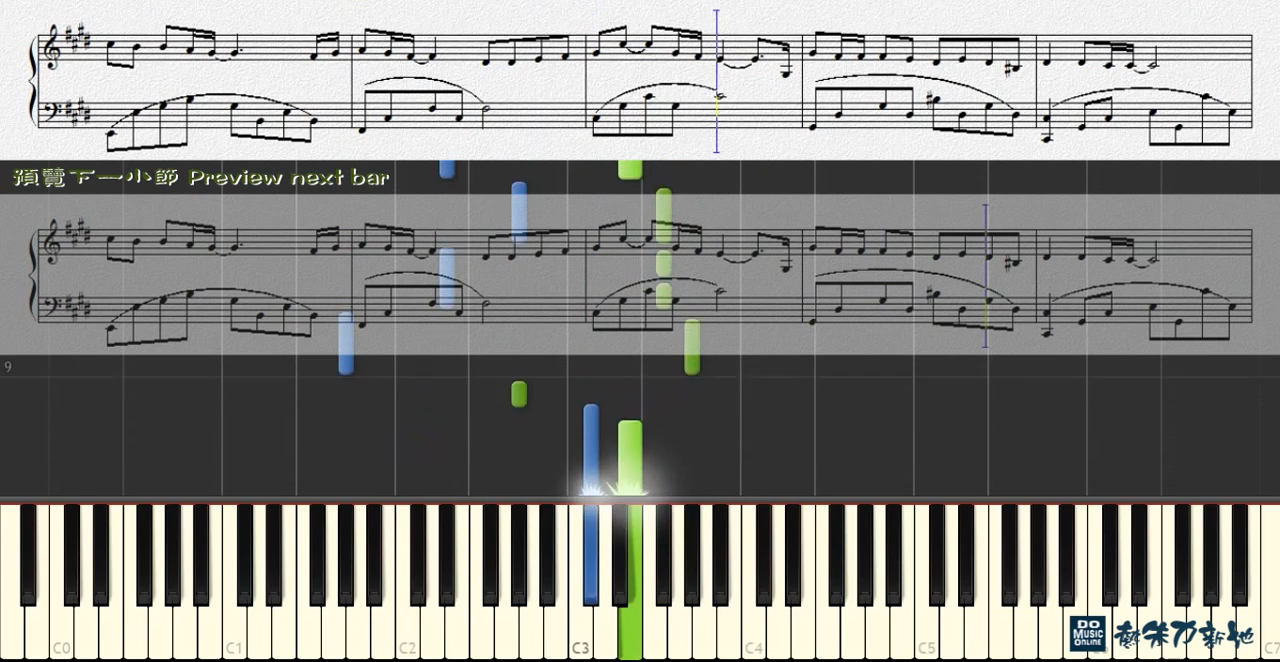 預覽下一小節 Preview next bar
9
C0 C1 C2 C3 C4 C5 C7
DO
MUSIC
ONLINE